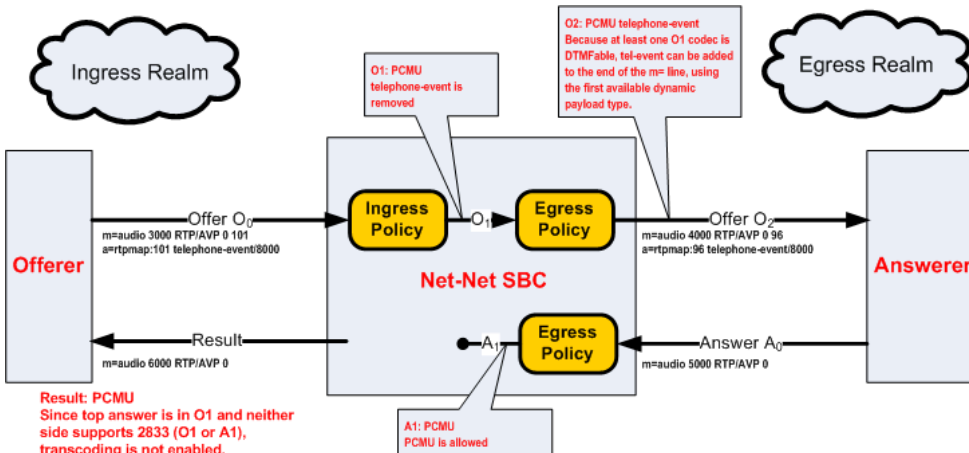 Ingress Realm
O1: PCMU
telephone-event is
removed
O2: PCMU telephone-event
Because at least one O1 codec is
DTMFable, tel-event can be added
to the end of the m= line, using
the first available dynamic
payload type.
Egress Realm
Offerer
Offer O0
m=audio 3000 RTP/AVP 0 101
a=rtpmap:101 telephone-event/8000
Ingress
Policy
O1
Egress
Policy
Offer O2
m=audio 4000 RTP/AVP 0 96
a=rtpmap:96 telephone-event/8000
Answerer
Net-Net SBC
Result
m=audio 6000 RTP/AVP 0
A1
Egress
Policy
Answer A0
m=audio 5000 RTP/AVP 0
Result: PCMU
Since top answer is in O1 and neither
side supports 2833 (O1 or A1),
transcoding is not enabled.
A1: PCMU
PCMU is allowed